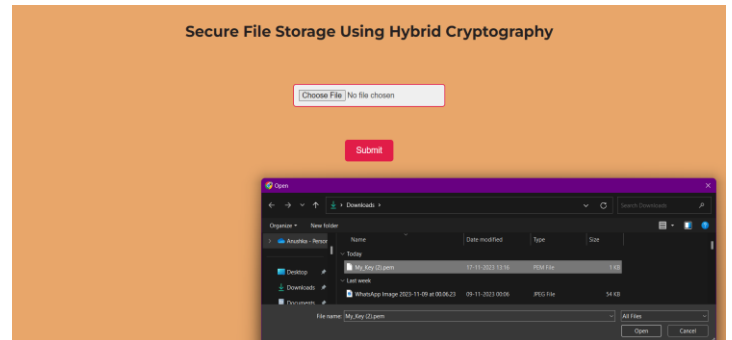 Secure File Storage Using Hybrid Cryptography
Choose File No file chosen
Submit
Open
Downloads
Search Downloads
Organize New folder
Name Date modified Type Size
Anushka - Person
Today
My_Key (2).pem 17-11-2023 13:16 PEM File 1 KB
Desktop
Last week
Downloads
WhatsApp Image 2023-11-09 at 00.06.23 09-11-2023 00:06 JPEG File 54 KB
Documents
File name: My_Key (2).pem All Files
Open Cancel